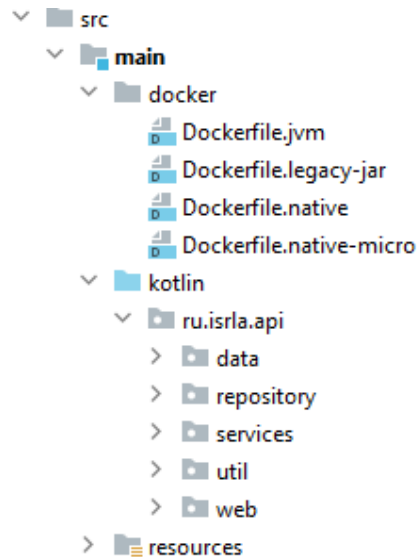 src
main
docker
Dockerfile.jvm
Dockerfile.legacy-jar
Dockerfile.native
Dockerfile.native-micro
kotlin
ru.isrla.api
data
repository
services
util
web
resources